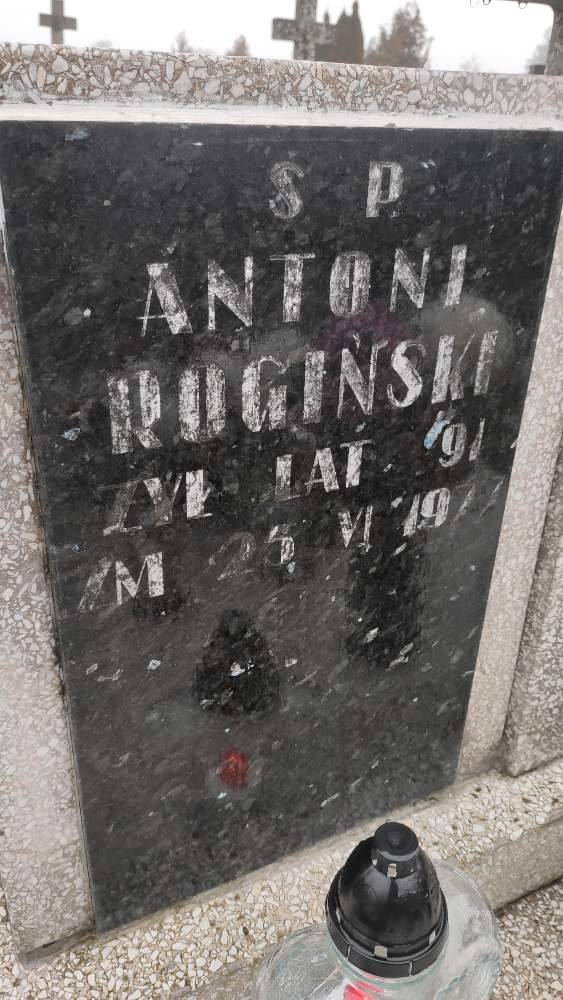 Ś P
ANTONI
ROGIŃSKI
ŻYŁ LAT 91
ZM 25 VI